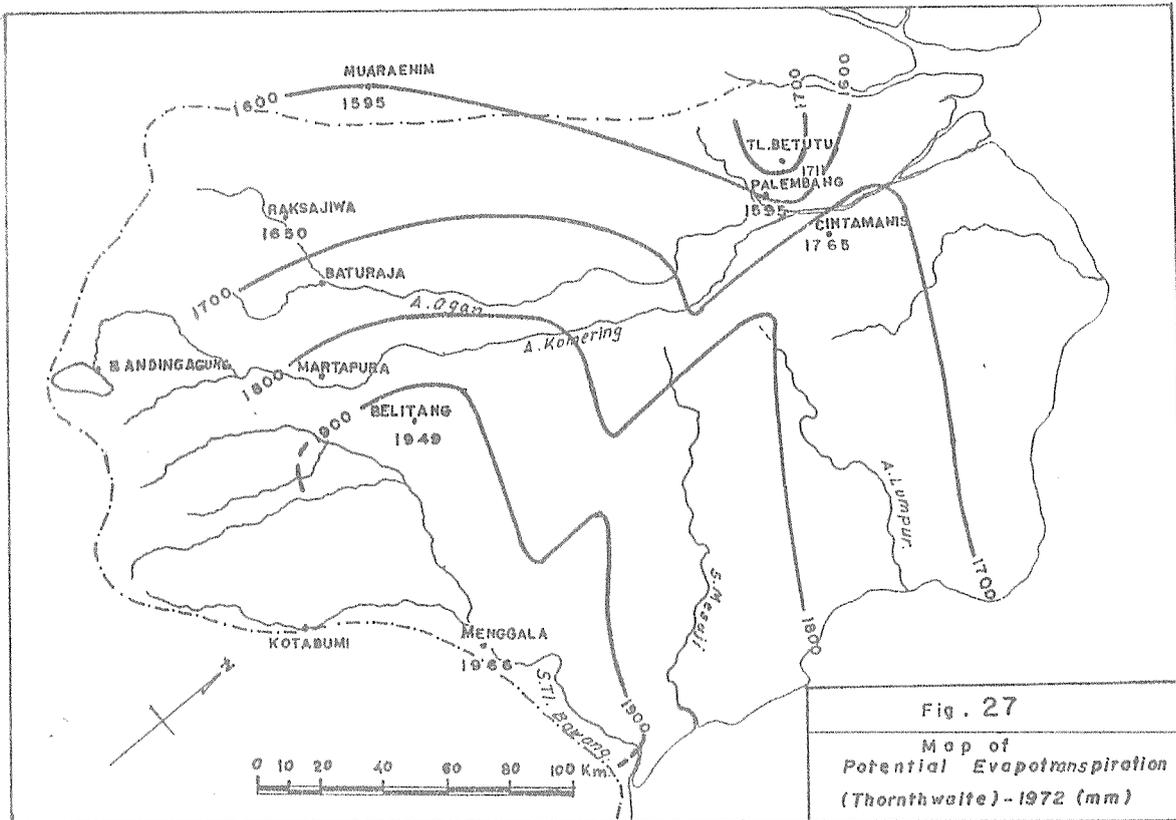 MUARAENIM
1600
1595
1700
1600
TL.BETUTU
1711
PALEMBANG
1595
CINTAMANIS
1765
RAKSAJIWA
1650
BATURAJA
1700
A.Ogan
A.Komering
BANDINGAGUNG
1800
MARTAPURA
1900
BELITANG
1949
A.Lumpur.
S.Mesuji
1700
1800
KOTABUMI
MENGGALA
1966
S.Tl. Bawang.
1900
N
0 10 20 40 60 80 100 Km.
Fig. 27
Map of
Potential Evapotranspiration
(Thornthwaite)-1972 (mm)